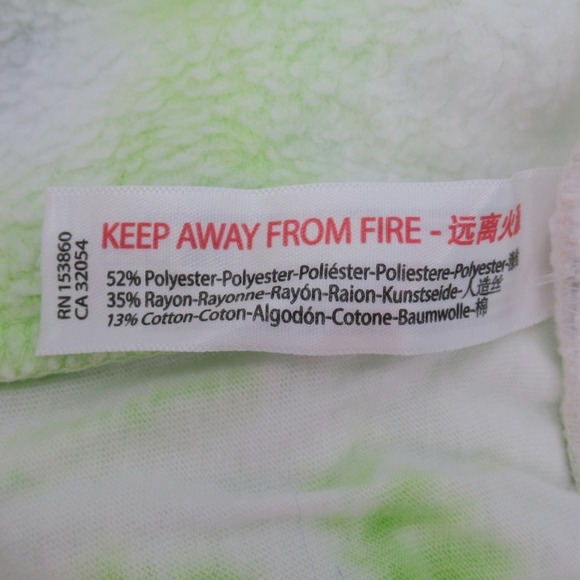 RN 153860
CA 32054
KEEP AWAY FROM FIRE - 远离火
52% Polyester-Polyester-Poliéster-Poliestere-Polyester-
35% Rayon-Rayonne-Rayón-Raion-Kunstseide-人造丝
13% Cotton-Coton-Algodón-Cotone-Baumwolle-棉